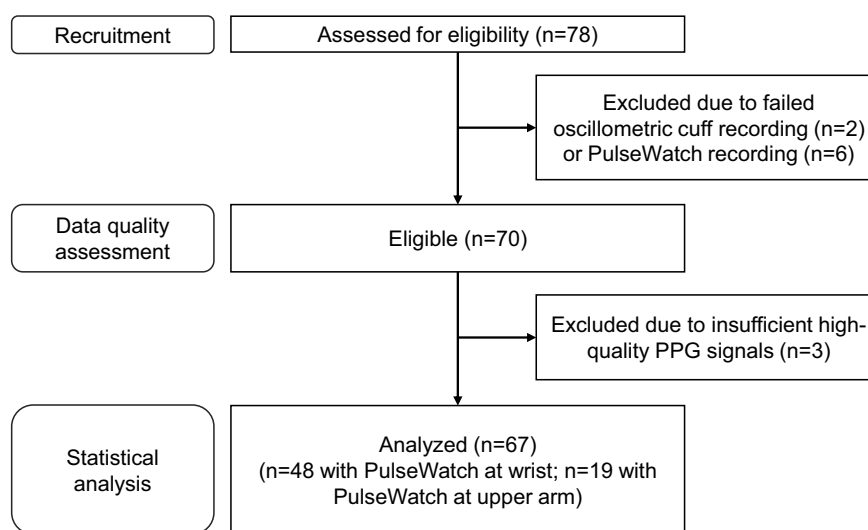 Recruitment
Assessed for eligibility (n=78)
Excluded due to failed
oscillometric cuff recording (n=2)
or PulseWatch recording (n=6)
Data quality
assessment
Eligible (n=70)
Excluded due to insufficient high-
quality PPG signals (n=3)
Statistical
analysis
Analyzed (n=67)
(n=48 with PulseWatch at wrist; n=19 with
PulseWatch at upper arm)